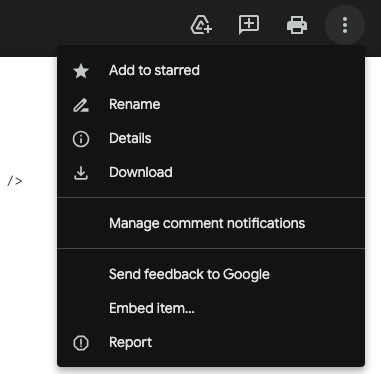 Add to starred
Rename
Details
Download
/>
Manage comment notifications
Send feedback to Google
Embed item...
Report